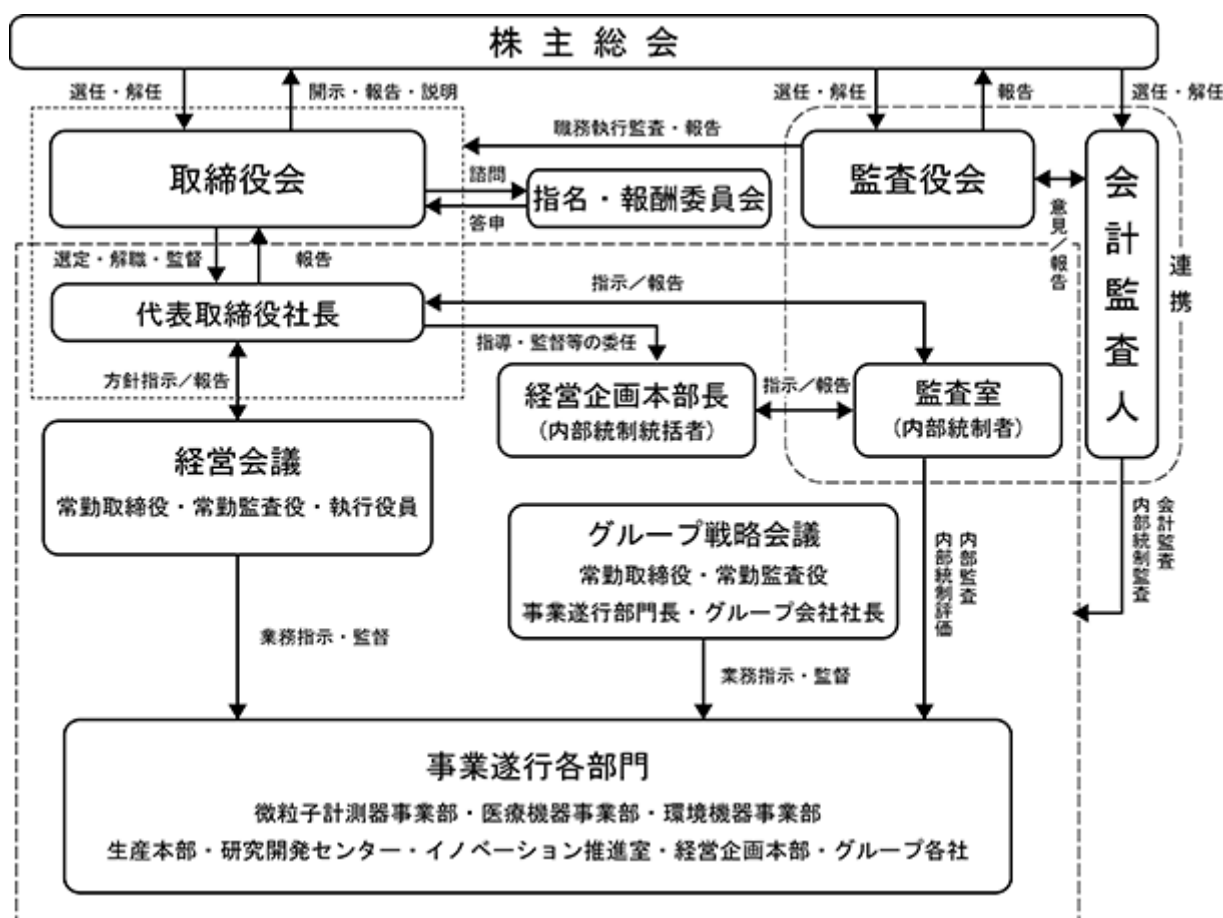 株主総会
選任・解任
開示・報告・説明
選任・解任
報告
選任・解任
職務執行監査・報告
取締役会
諮問
答申
指名・報酬委員会
監査役会
意見／報告
会計監査人
連携
選定・解職・監督
報告
代表取締役社長
指示／報告
指導・監督等の委任
方針指示／報告
経営企画本部長
（内部統制統括者）
指示／報告
監査室
（内部統制者）
経営会議
常勤取締役・常勤監査役・執行役員
グループ戦略会議
常勤取締役・常勤監査役
事業遂行部門長・グループ会社社長
内部監査
内部統制評価
会計監査
内部統制監査
業務指示・監督
業務指示・監督
事業遂行各部門
微粒子計測器事業部・医療機器事業部・環境機器事業部
生産本部・研究開発センター・イノベーション推進室・経営企画本部・グループ各社